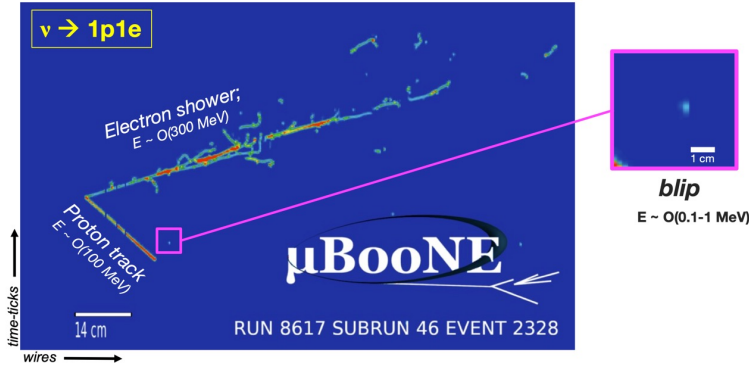 ν → 1p1e
Electron shower;
E ~ O(300 MeV)
Proton track
E ~ O(100 MeV)
1 cm
blip
E ~ O(0.1-1 MeV)
μBooNE
14 cm
RUN 8617 SUBRUN 46 EVENT 2328
time-ticks
wires